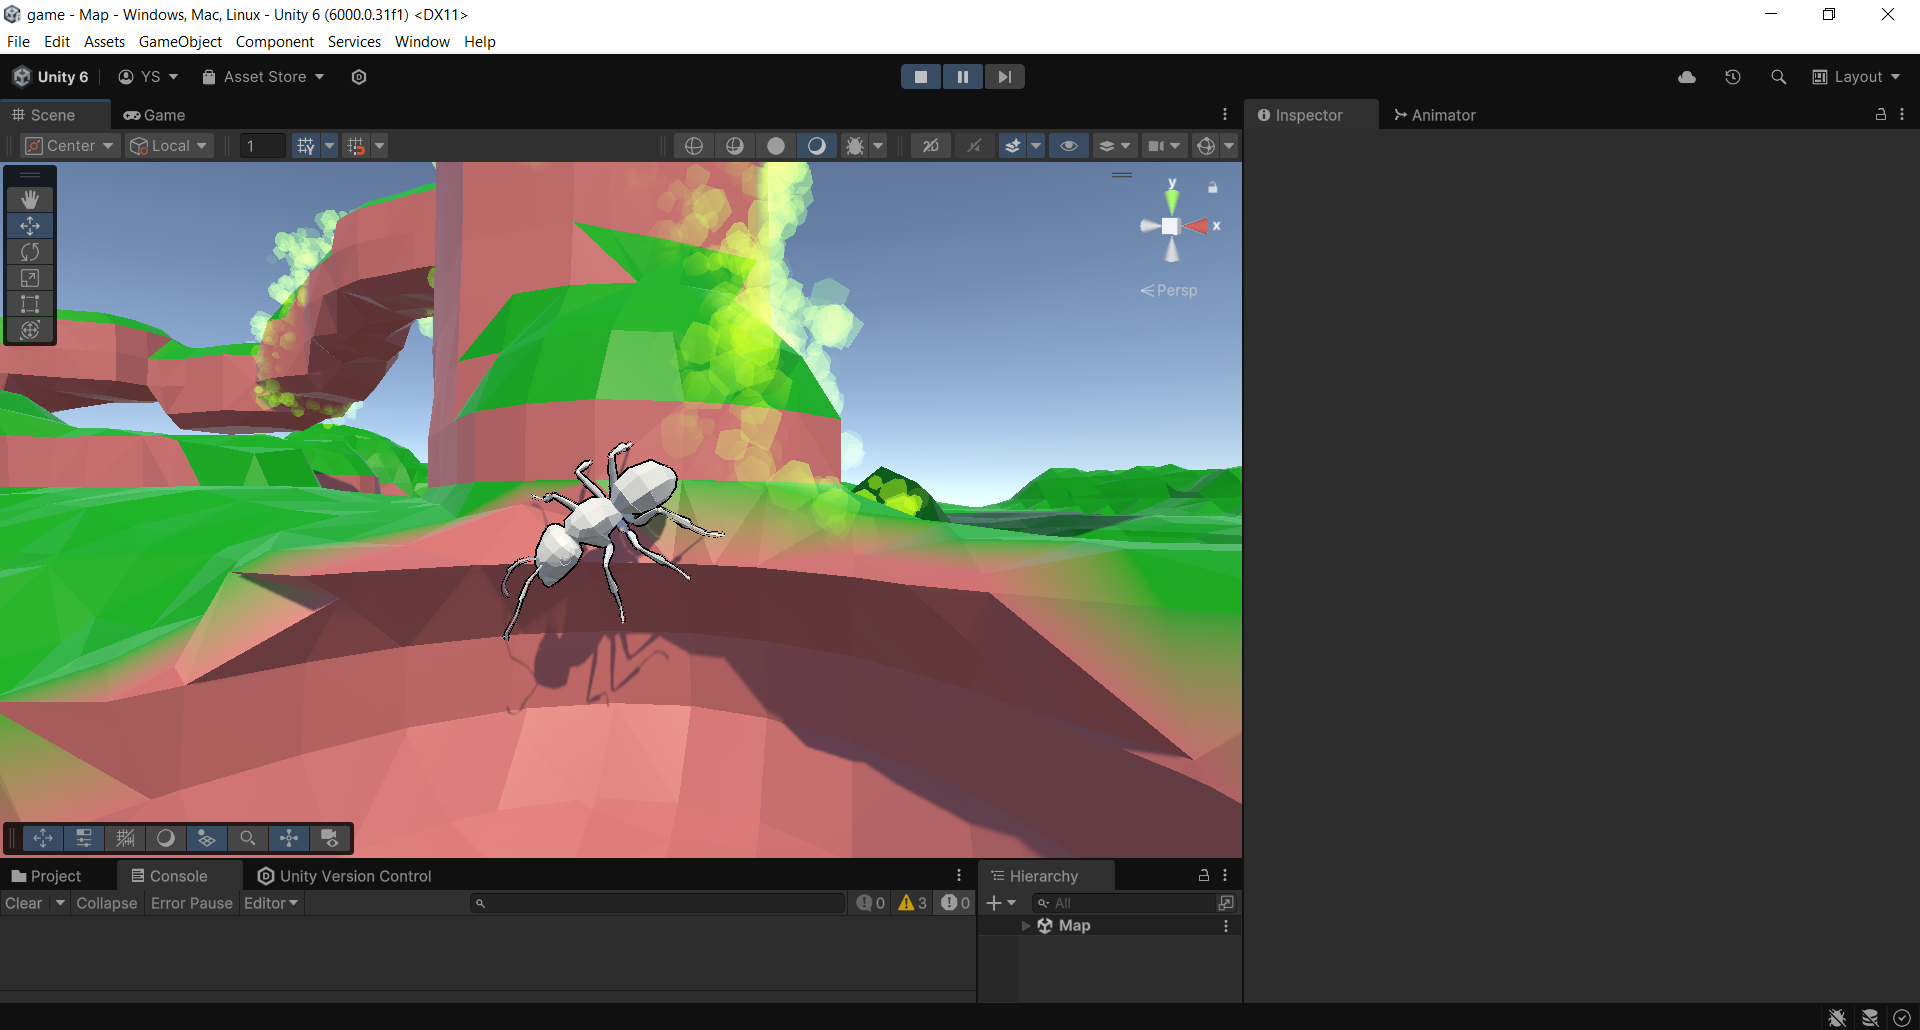 game - Map - Windows, Mac, Linux - Unity 6 (6000.0.31f1) <DX11>
File Edit Assets GameObject Component Services Window Help
Unity 6 YS Asset Store Layout
Scene Game Inspector Animator
Center Local 1 2D
y
x
Persp
Project Console Unity Version Control Hierarchy
Clear Collapse Error Pause Editor 0 3 0 All
Map